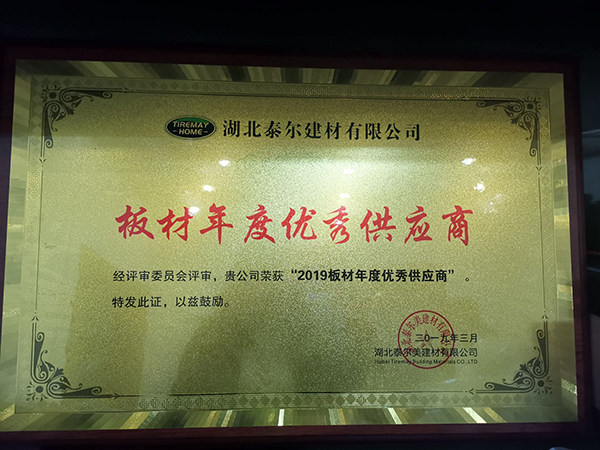 TIREMAY
HOME
湖北泰尔建材有限公司
板材年度优秀供应商
经评审委员会评审，贵公司荣获“2019板材年度优秀供应商”。
特发此证，以兹鼓励。
二〇一九年三月
湖北泰尔美建材有限公司
Hubei Tiremay Building Materials CO.,LTD